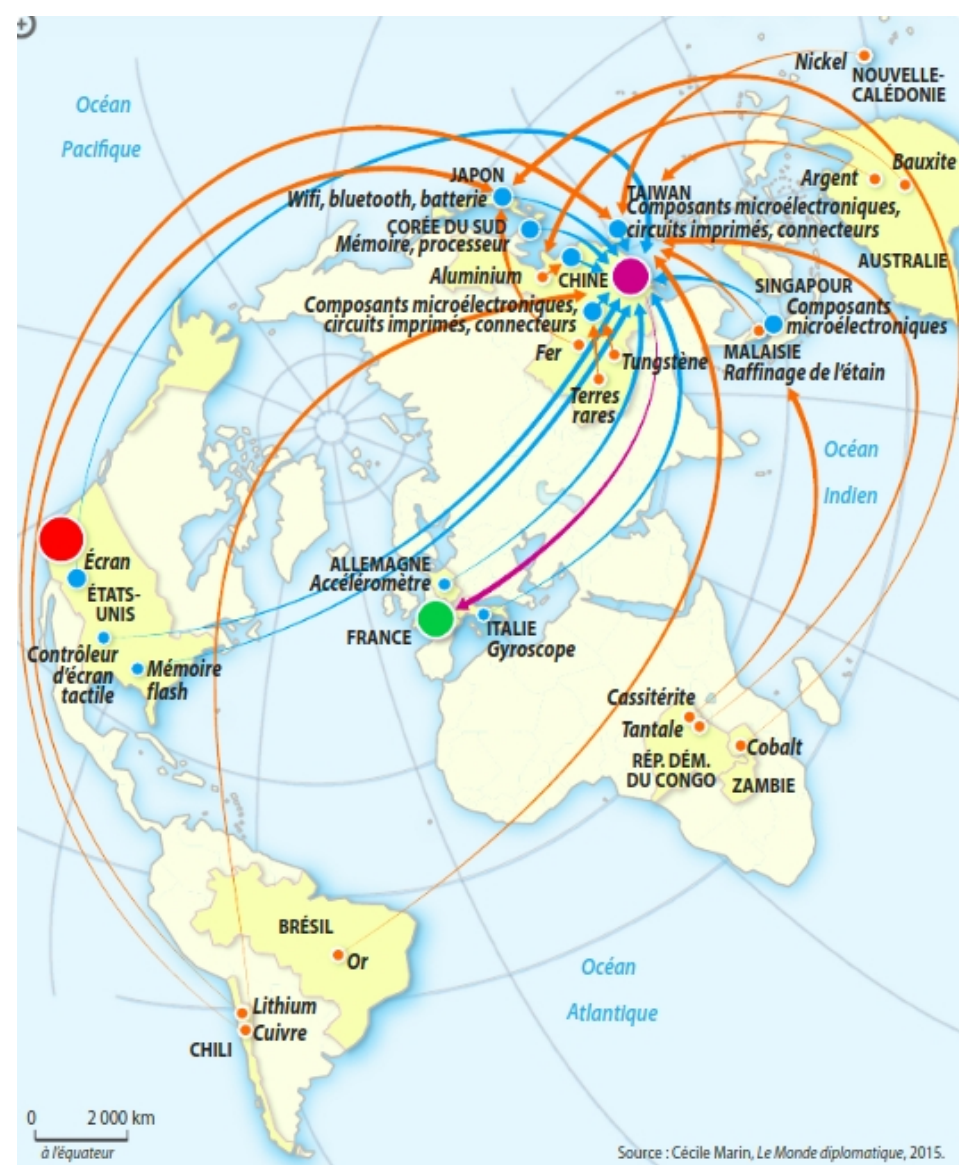 Océan
Pacifique
Nickel
NOUVELLE-
CALÉDONIE
Bauxite
Argent
AUSTRALIE
JAPON
Wifi, bluetooth, batterie
TAIWAN
Composants microélectroniques,
circuits imprimés, connecteurs
CORÉE DU SUD
Mémoire, processeur
Aluminium
CHINE
Composants microélectroniques,
circuits imprimés, connecteurs
SINGAPOUR
Composants
microélectroniques
MALAISIE
Raffinage de l'étain
Fer
Tungstène
Terres
rares
Océan
Indien
Écran
ÉTATS-
UNIS
Contrôleur
d'écran
tactile
Mémoire
flash
ALLEMAGNE
Accéléromètre
FRANCE
ITALIE
Gyroscope
Cassitérite
Tantale
RÉP. DÉM.
DU CONGO
Cobalt
ZAMBIE
BRÉSIL
Or
Lithium
Cuivre
CHILI
Océan
Atlantique
0 2 000 km
à l'équateur
Source : Cécile Marin, Le Monde diplomatique, 2015.